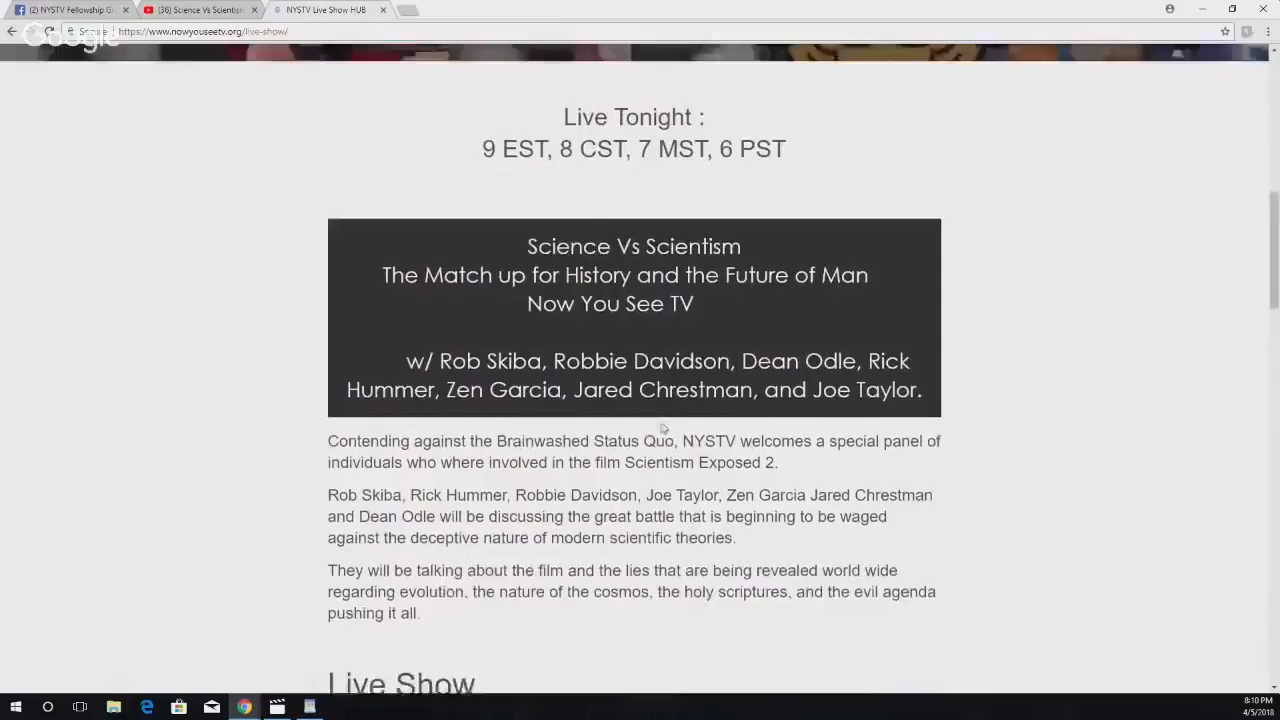 (2) NYSTV Fellowship Gr
(36) Science Vs Scientism
NYSTV Live Show HUB
Google
Secure
https://www.nowyouseetv.org/live-show/
Live Tonight :
9 EST, 8 CST, 7 MST, 6 PST
Science Vs Scientism
The Match up for History and the Future of Man
Now You See TV
w/ Rob Skiba, Robbie Davidson, Dean Odle, Rick
Hummer, Zen Garcia, Jared Chrestman, and Joe Taylor.
Contending against the Brainwashed Status Quo, NYSTV welcomes a special panel of
individuals who where involved in the film Scientism Exposed 2.
Rob Skiba, Rick Hummer, Robbie Davidson, Joe Taylor, Zen Garcia Jared Chrestman
and Dean Odle will be discussing the great battle that is beginning to be waged
against the deceptive nature of modern scientific theories.
They will be talking about the film and the lies that are being revealed world wide
regarding evolution, the nature of the cosmos, the holy scriptures, and the evil agenda
pushing it all.
Live Show
8:10 PM
4/5/2018